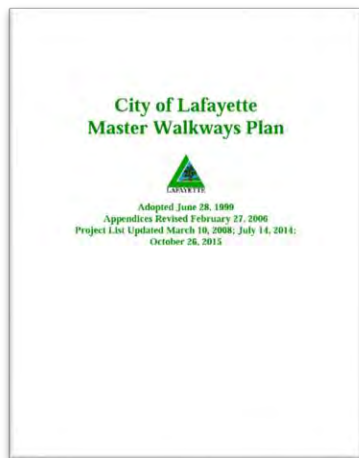 City of Lafayette
Master Walkways Plan
LAFAYETTE
Adopted June 28, 1999
Appendices Revised February 27, 2006
Project List Updated March 10, 2008; July 14, 2014;
October 26, 2015